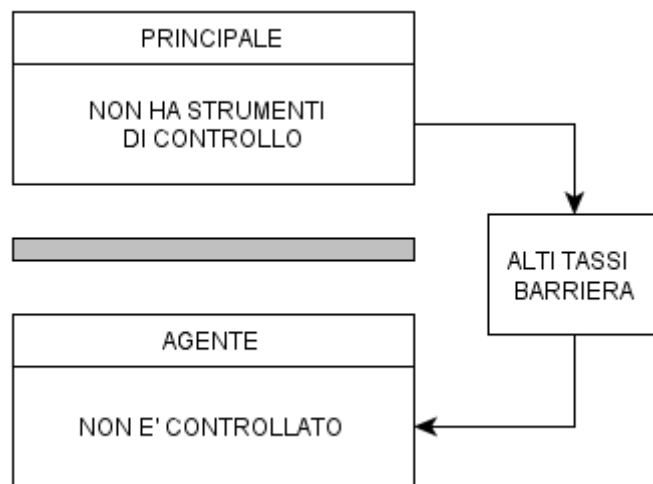 PRINCIPALE
NON HA STRUMENTI
DI CONTROLLO
ALTI TASSI
BARRIERA
AGENTE
NON E' CONTROLLATO